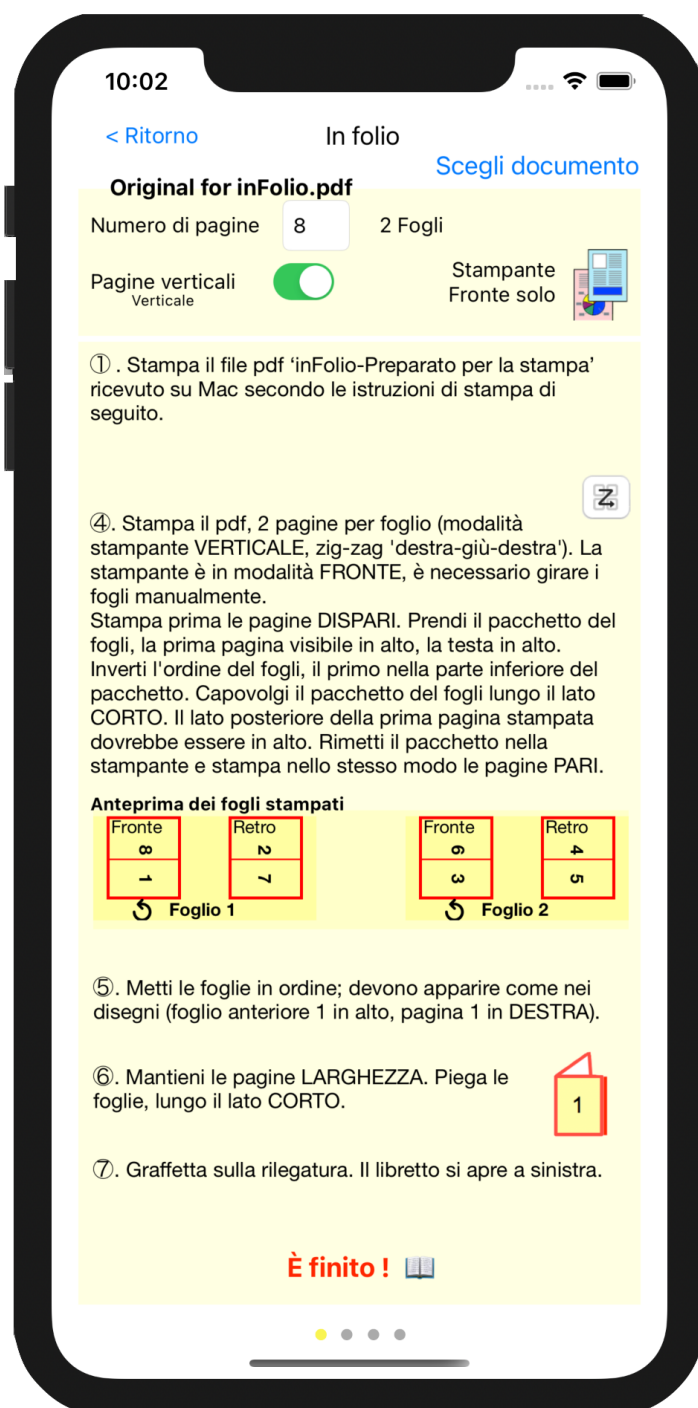 10:02
< Ritorno
In folio
Scegli documento
Original for inFolio.pdf
Numero di pagine 8 2 Fogli
Pagine verticali
Verticale
Stampante
Fronte solo
①. Stampa il file pdf ‘inFolio-Preparato per la stampa’
ricevuto su Mac secondo le istruzioni di stampa di
seguito.
Z
④. Stampa il pdf, 2 pagine per foglio (modalità
stampante VERTICALE, zig-zag 'destra-giù-destra'). La
stampante è in modalità FRONTE, è necessario girare i
fogli manualmente.
Stampa prima le pagine DISPARI. Prendi il pacchetto del
fogli, la prima pagina visibile in alto, la testa in alto.
Inverti l'ordine del fogli, il primo nella parte inferiore del
pacchetto. Capovolgi il pacchetto del fogli lungo il lato
CORTO. Il lato posteriore della prima pagina stampata
dovrebbe essere in alto. Rimetti il pacchetto nella
stampante e stampa nello stesso modo le pagine PARI.
Anteprima dei fogli stampati
Fronte Retro Fronte Retro
8 2 6 4
1 7 3 5
Foglio 1 Foglio 2
⑤. Metti le foglie in ordine; devono apparire come nei
disegni (foglio anteriore 1 in alto, pagina 1 in DESTRA).
⑥. Mantieni le pagine LARGHEZZA. Piega le
foglie, lungo il lato CORTO.
1
⑦. Graffetta sulla rilegatura. Il libretto si apre a sinistra.
È finito !